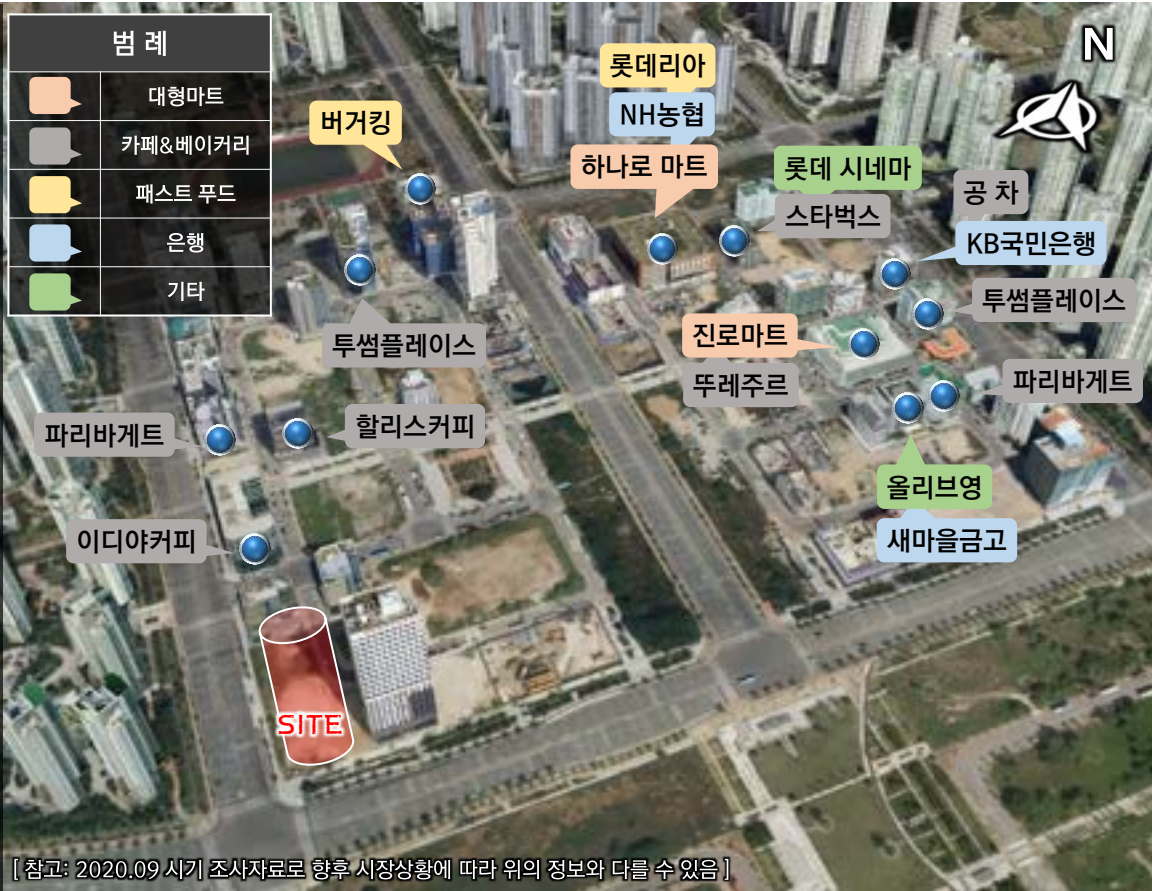 범 례
대형마트
카페&베이커리
패스트 푸드
은행
기타
N
롯데리아
NH농협
하나로 마트
버거킹
롯데 시네마
스타벅스
공 차
KB국민은행
투썸플레이스
진로마트
뚜레주르
파리바게트
투썸플레이스
할리스커피
파리바게트
이디야커피
올리브영
새마을금고
SITE
[ 참고: 2020.09 시기 조사자료로 향후 시장상황에 따라 위의 정보와 다를 수 있음 ]